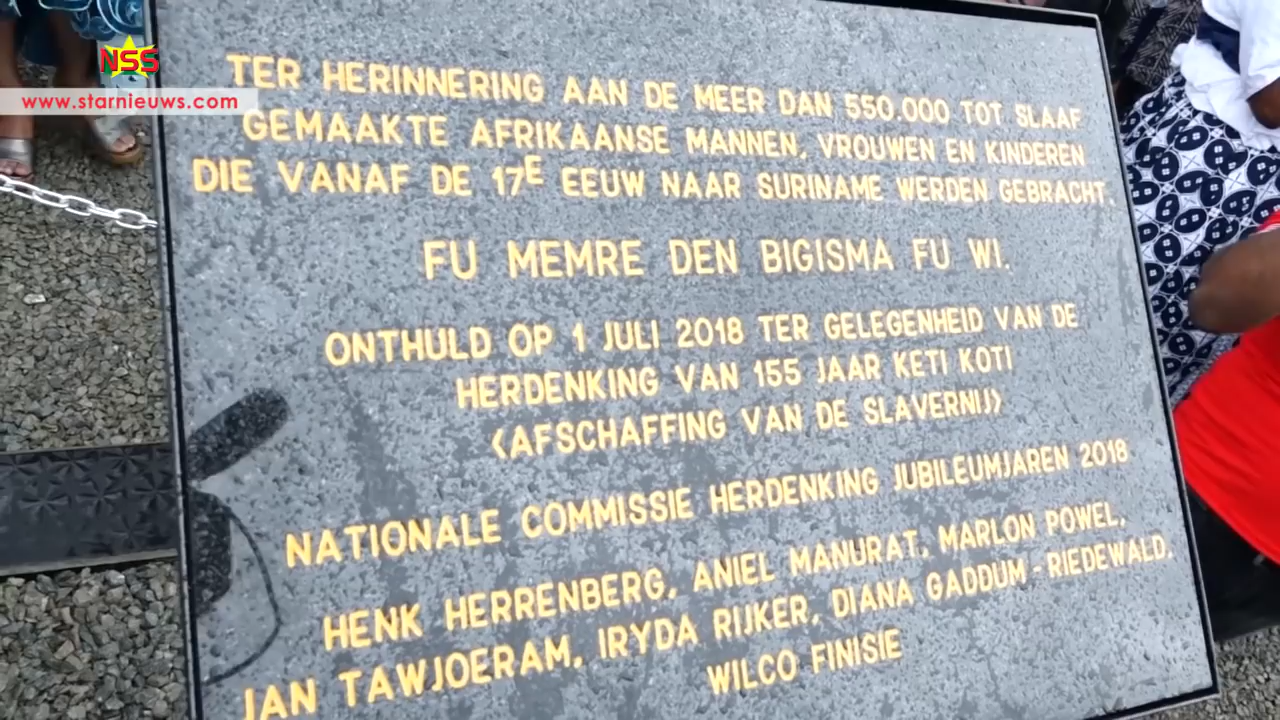 NSS
www.starnieuws.com
TER HERINNERING AAN DE MEER DAN 550.000 TOT SLAAF
GEMAAKTE AFRIKAANSE MANNEN, VROUWEN EN KINDEREN
DIE VANAF DE 17E EEUW NAAR SURINAME WERDEN GEBRACHT.
FU MEMRE DEN BIGISMA FU WI.
ONTHULD OP 1 JULI 2018 TER GELEGENHEID VAN DE
HERDENKING VAN 155 JAAR KETI KOTI
(AFSCHAFFING VAN DE SLAVERNIJ)
NATIONALE COMMISSIE HERDENKING JUBILEUMJAREN 2018
HENK HERRENBERG, ANIEL MANURAT, MARLON POWEL,
JAN TAWJOERAM, IRYDA RIJKER, DIANA GADDUM-RIEDEWALD,
WILCO FINISIE